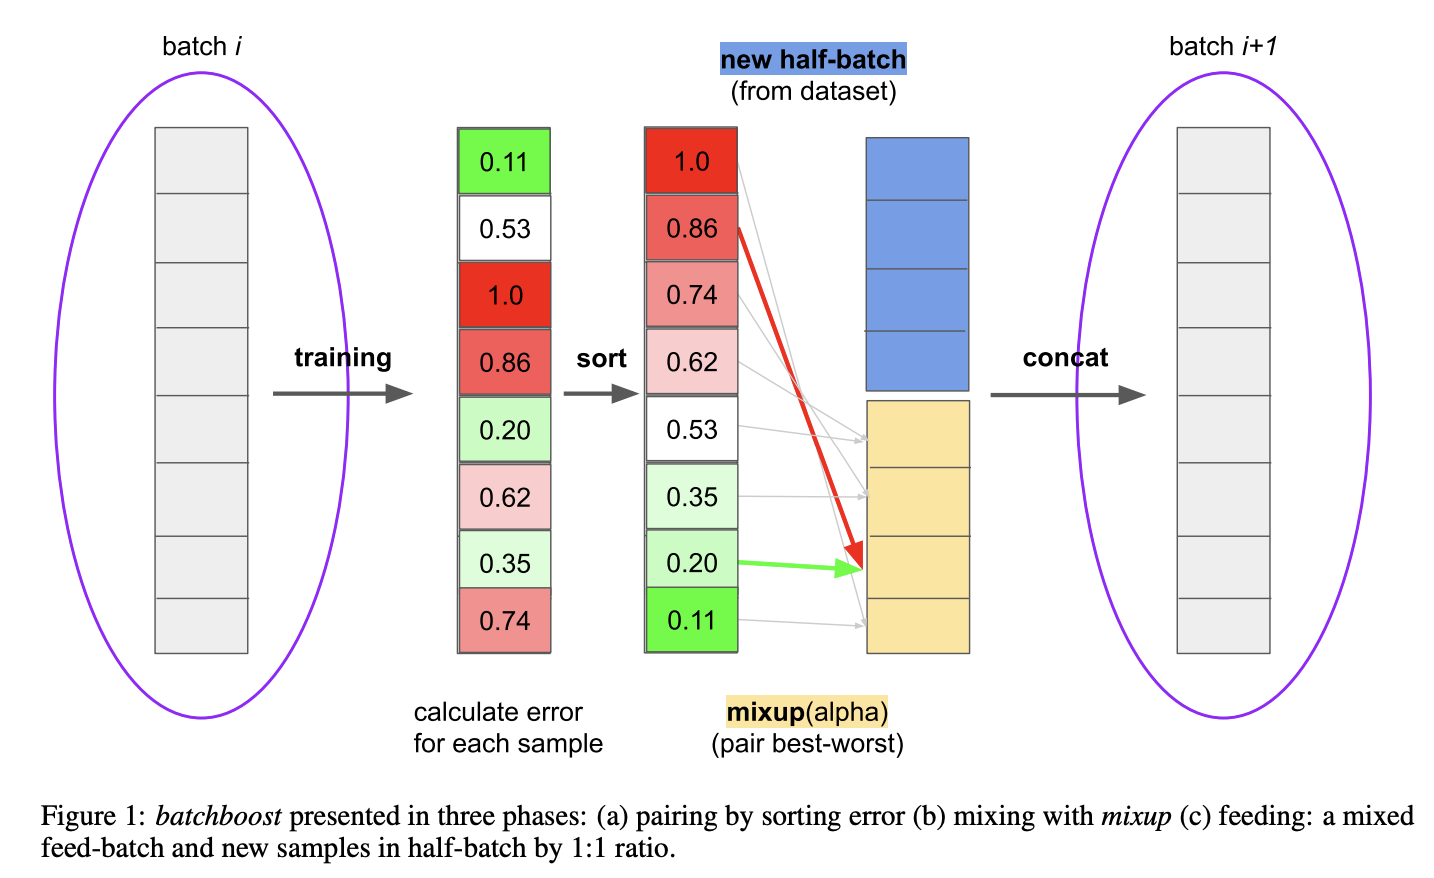 batch i
new half-batch
(from dataset)
batch i+1
training
0.11
0.53
1.0
0.86
0.20
0.62
0.35
0.74
calculate error
for each sample
sort
1.0
0.86
0.74
0.62
0.53
0.35
0.20
0.11
mixup(alpha)
(pair best-worst)
concat
Figure 1: batchboost presented in three phases: (a) pairing by sorting error (b) mixing with mixup (c) feeding: a mixed
feed-batch and new samples in half-batch by 1:1 ratio.